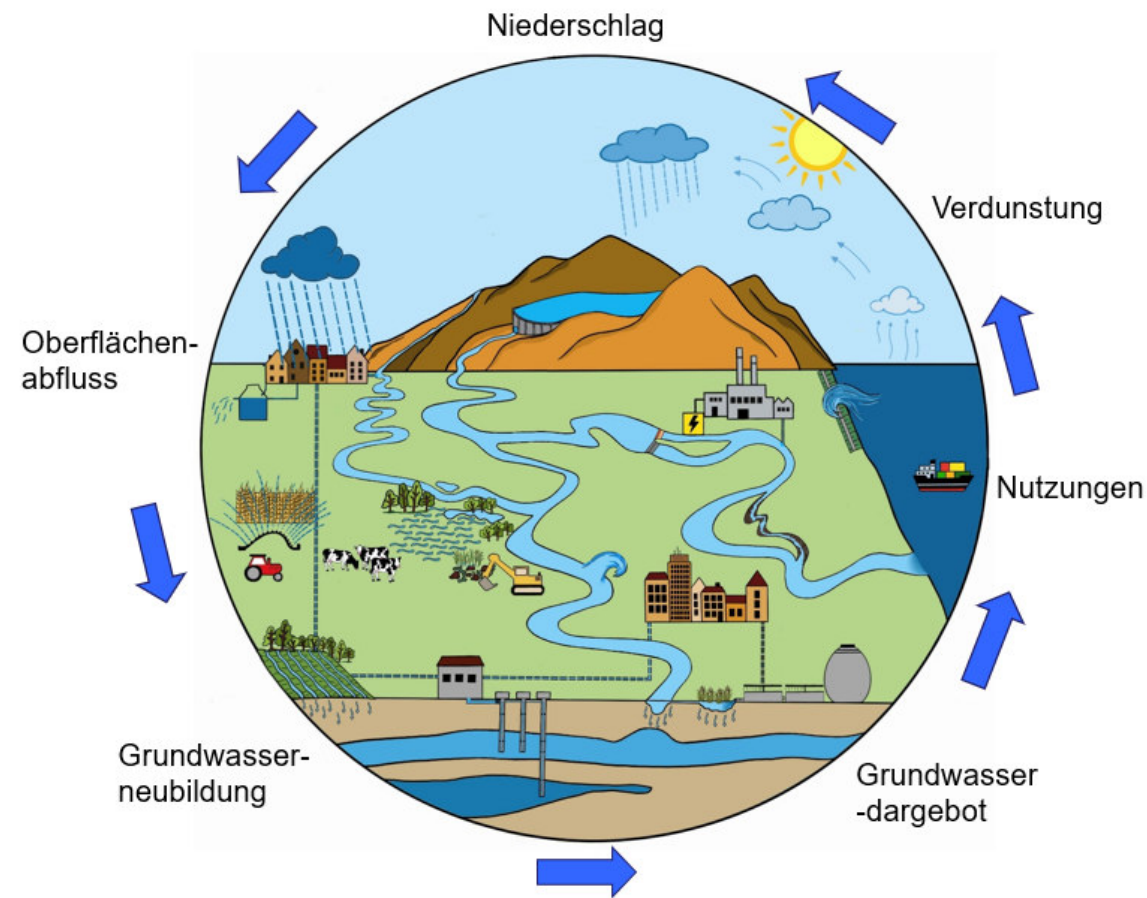 Niederschlag
Verdunstung
Oberflächen-
abfluss
Nutzungen
Grundwasser-
neubildung
Grundwasser
-dargebot